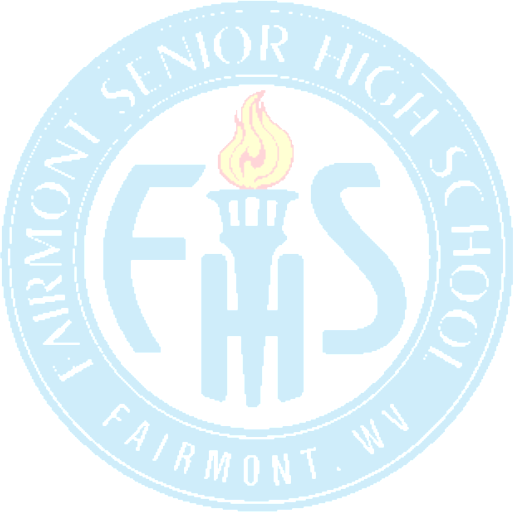 FAIRMONT SENIOR HIGH SCHOOL
FHS
FAIRMONT, WV